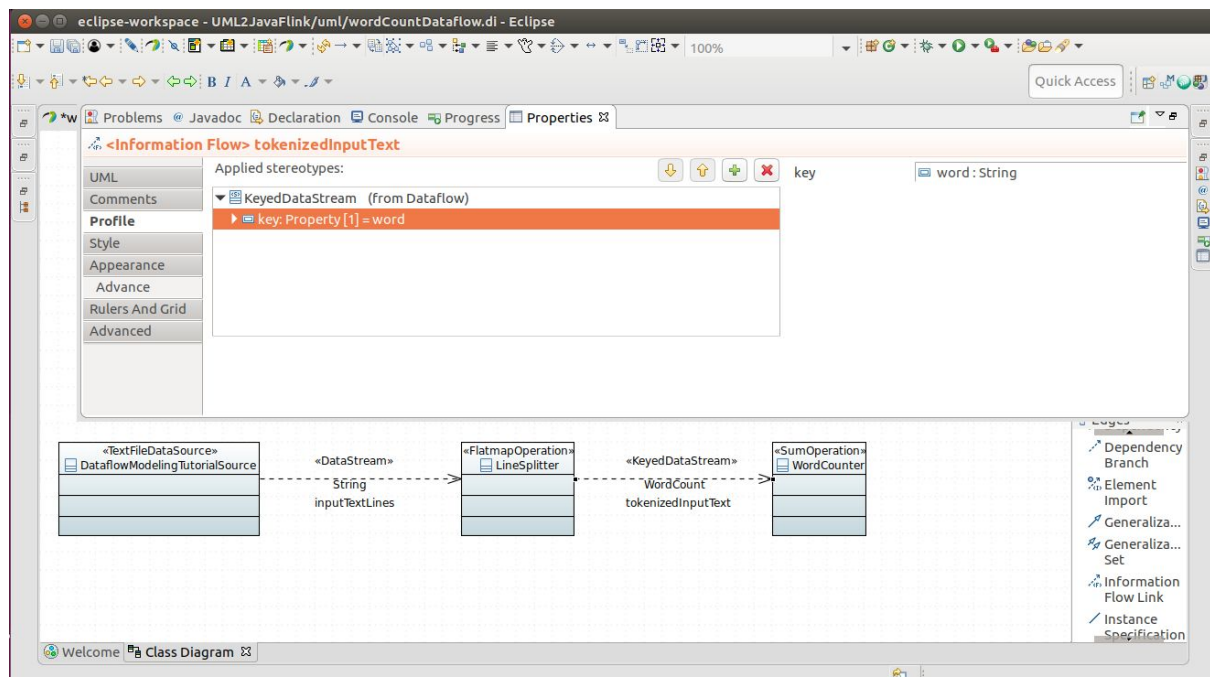 eclipse-workspace - UML2JavaFlink/uml/wordCountDataflow.di - Eclipse
100%
B I A
Quick Access
*w Problems @ Javadoc Declaration Console Progress Properties
<Information Flow> tokenizedInputText
UML
Comments
Profile
Style
Appearance
Advance
Rulers And Grid
Advanced
Applied stereotypes:
KeyedDataStream (from Dataflow)
key: Property [1] = word
key
word : String
«TextFileDataSource»
DataflowModelingTutorialSource
«DataStream»
String
inputTextLines
«FlatmapOperation»
LineSplitter
«KeyedDataStream»
WordCount
tokenizedInputText
«SumOperation»
WordCounter
Edges
Dependency
Branch
Element
Import
Generaliza...
Generaliza...
Set
Information
Flow Link
Instance
Specification
Welcome Class Diagram